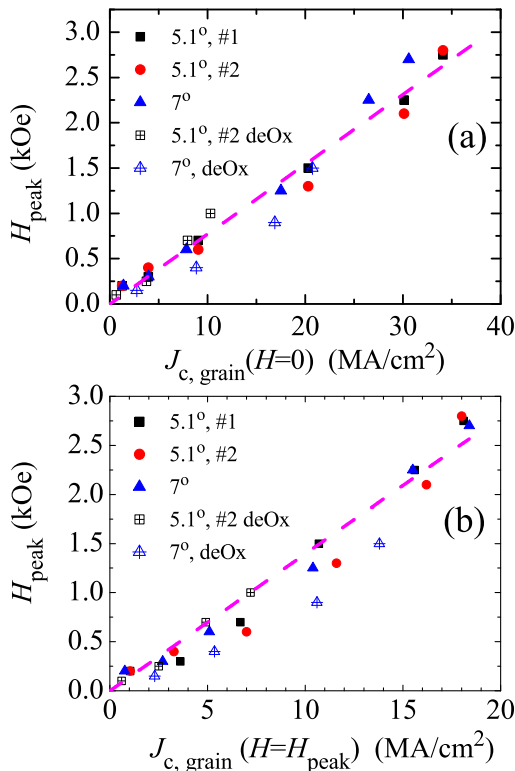 3.0
2.5
2.0
1.5
1.0
0.5
0.0
H_peak (kOe)
5.1°, #1
5.1°, #2
7°
5.1°, #2 deOx
7°, deOx
(a)
0 10 20 30 40
J_c, grain(H=0) (MA/cm²)
3.0
2.5
2.0
1.5
1.0
0.5
0.0
H_peak (kOe)
5.1°, #1
5.1°, #2
7°
5.1°, #2 deOx
7°, deOx
(b)
0 5 10 15 20
J_c, grain (H=H_peak) (MA/cm²)